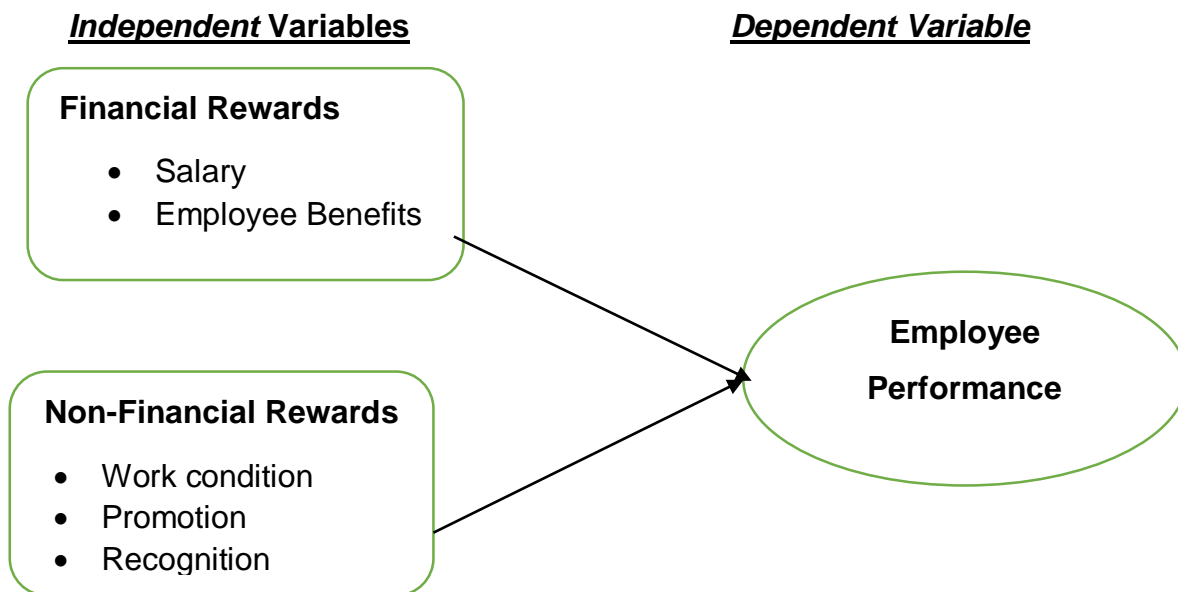 Independent Variables
Dependent Variable
Financial Rewards
• Salary
• Employee Benefits
Employee
Performance
Non-Financial Rewards
• Work condition
• Promotion
• Recognition